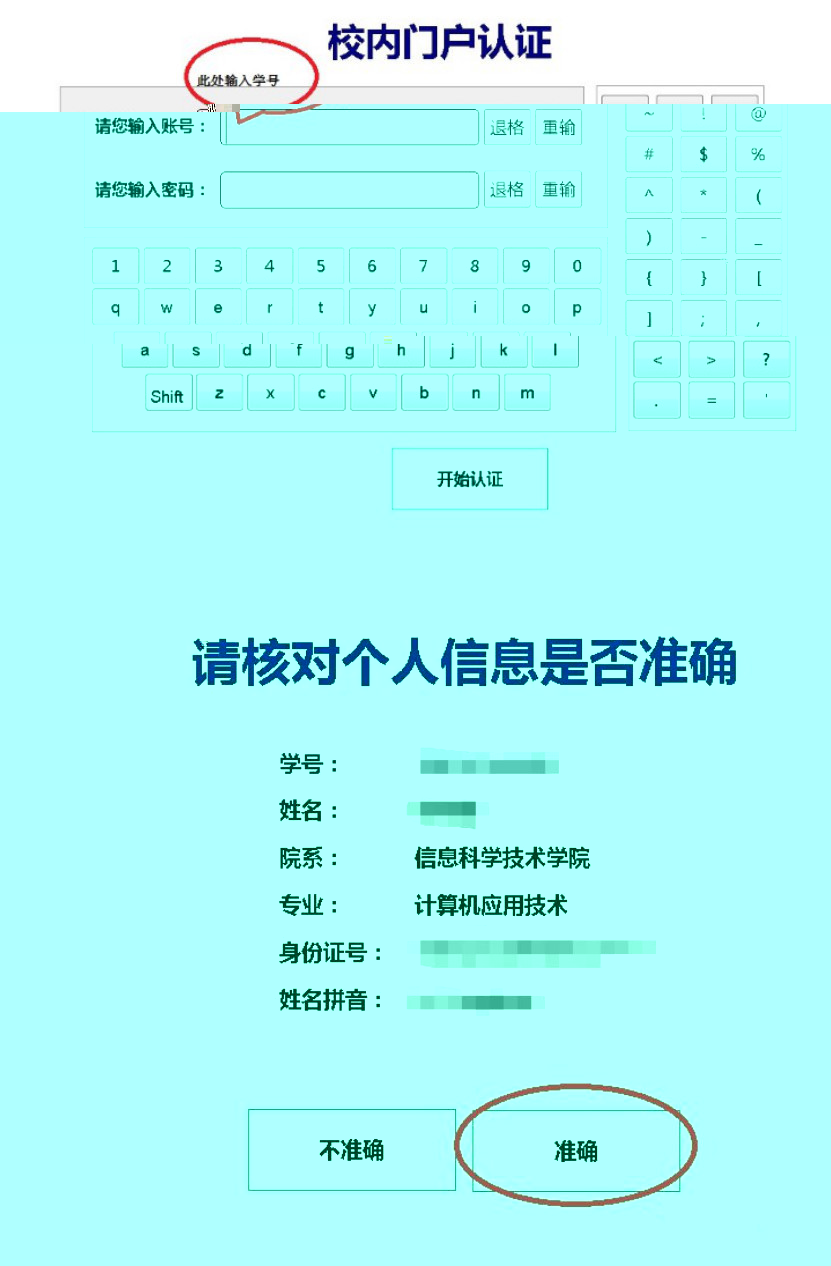 校内门户认证
此处输入学号
请您输入账号： 退格 重输
请您输入密码： 退格 重输
~ ! @
# $ %
^ * (
) - _
{ } [
] ; ,
< > ?
. = '
1 2 3 4 5 6 7 8 9 0
q w e r t y u i o p
a s d f g h j k l
Shift z x c v b n m
开始认证
请核对个人信息是否准确
学号：
姓名：
院系： 信息科学技术学院
专业： 计算机应用技术
身份证号：
姓名拼音：
不准确 准确